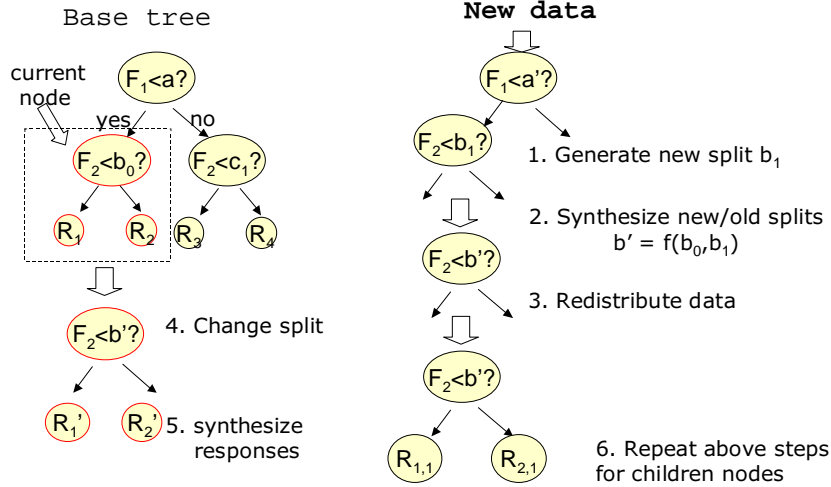 Base tree
current
node
F₁<a?
yes
no
F₂<b₀?
F₂<c₁?
R₁
R₂
R₃
R₄
F₂<b'?
4. Change split
R₁'
R₂'
5. synthesize
responses
New data
F₁<a'?
F₂<b₁?
1. Generate new split b₁
2. Synthesize new/old splits
b' = f(b₀,b₁)
F₂<b'?
3. Redistribute data
F₂<b'?
R₁,₁
R₂,₁
6. Repeat above steps
for children nodes